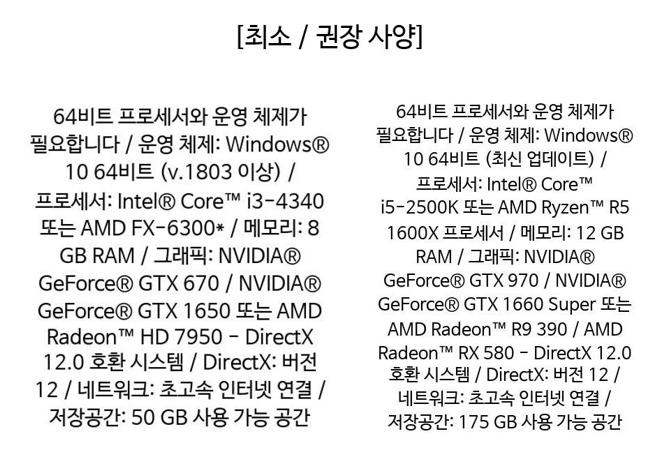 [최소 / 권장 사양]
64비트 프로세서와 운영 체제가
필요합니다 / 운영 체제: Windows®
10 64비트 (v.1803 이상) /
프로세서: Intel® Core™ i3-4340
또는 AMD FX-6300* / 메모리: 8
GB RAM / 그래픽: NVIDIA®
GeForce® GTX 670 / NVIDIA®
GeForce® GTX 1650 또는 AMD
Radeon™ HD 7950 - DirectX
12.0 호환 시스템 / DirectX: 버전
12 / 네트워크: 초고속 인터넷 연결 /
저장공간: 50 GB 사용 가능 공간
64비트 프로세서와 운영 체제가
필요합니다 / 운영 체제: Windows®
10 64비트 (최신 업데이트) /
프로세서: Intel® Core™
i5-2500K 또는 AMD Ryzen™ R5
1600X 프로세서 / 메모리: 12 GB
RAM / 그래픽: NVIDIA®
GeForce® GTX 970 / NVIDIA®
GeForce® GTX 1660 Super 또는
AMD Radeon™ R9 390 / AMD
Radeon™ RX 580 - DirectX 12.0
호환 시스템 / DirectX: 버전 12 /
네트워크: 초고속 인터넷 연결 /
저장공간: 175 GB 사용 가능 공간